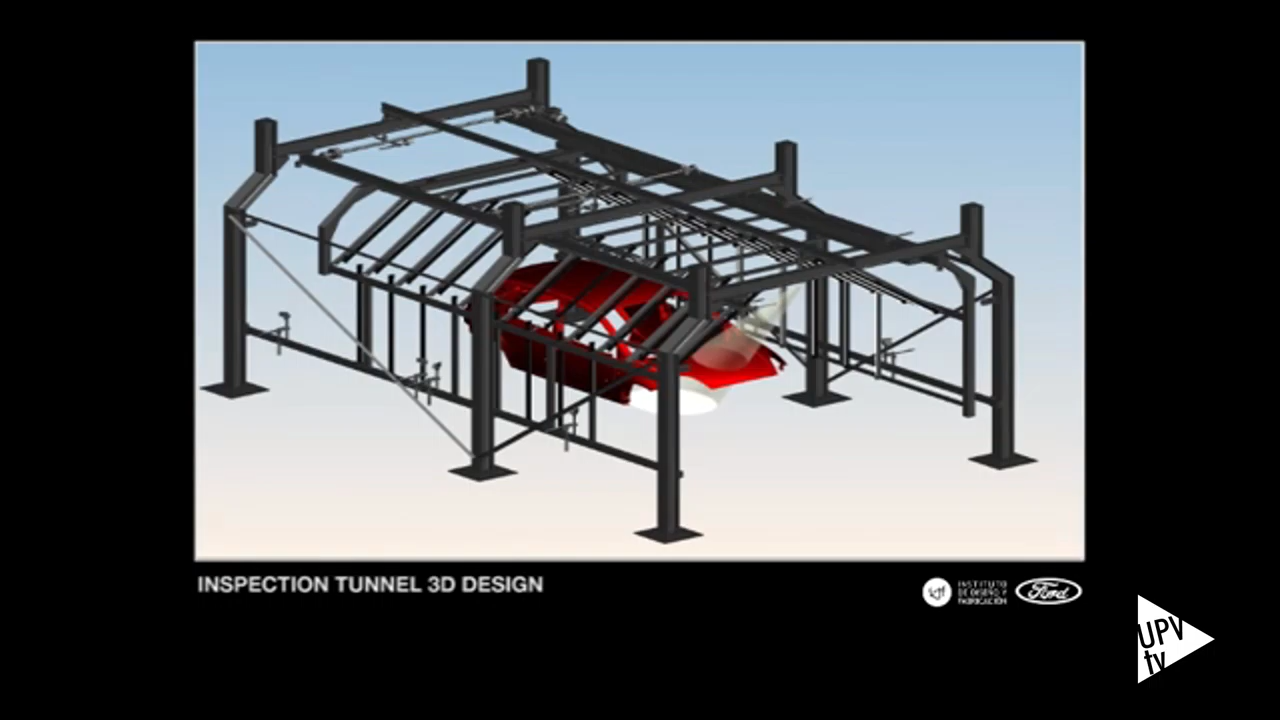 INSPECTION TUNNEL 3D DESIGN
INSTITUTO
DE DISEÑO Y
FABRICACIÓN
Ford
UPV
tv